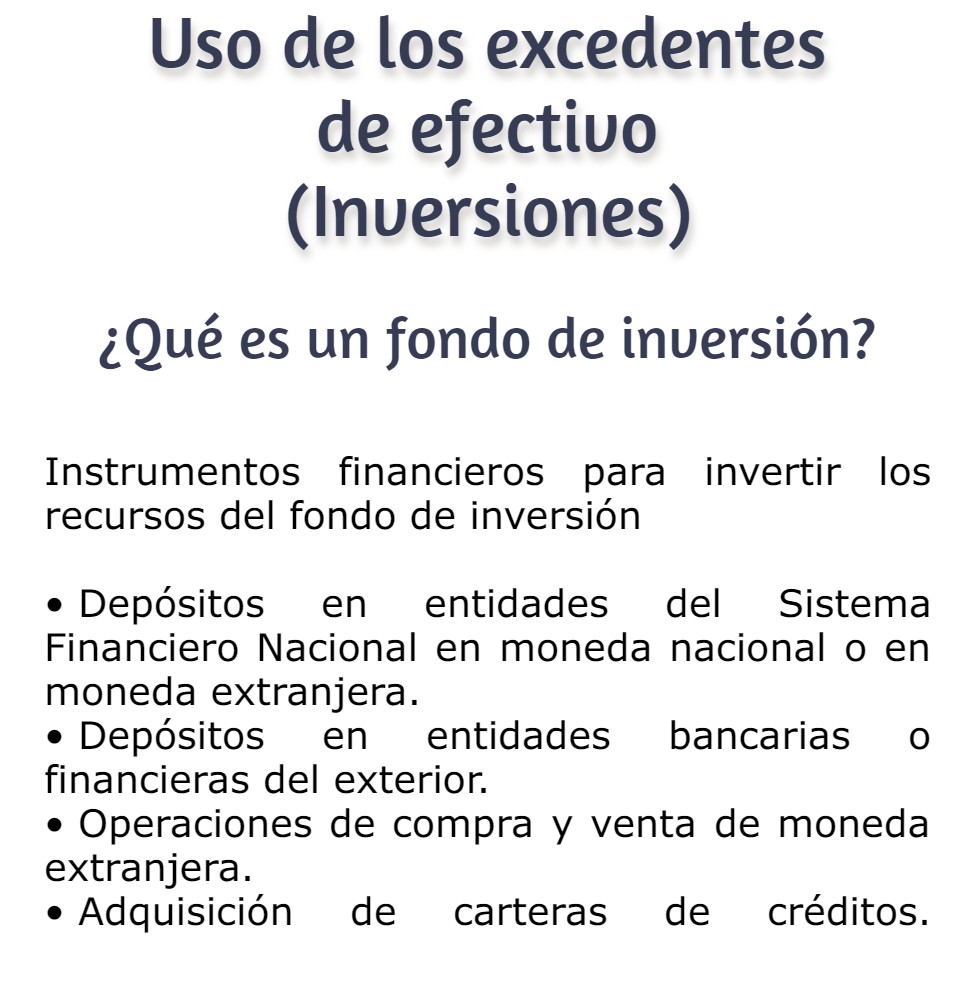 Uso de los excedentes
de efectivo
(Inversiones)
¿Qué es un fondo de inversión?
Instrumentos financieros para invertir los
recursos del fondo de inversión
• Depósitos en entidades del Sistema
Financiero Nacional en moneda nacional o en
moneda extranjera.
• Depósitos en entidades bancarias o
financieras del exterior.
• Operaciones de compra y venta de moneda
extranjera.
• Adquisición de carteras de créditos.